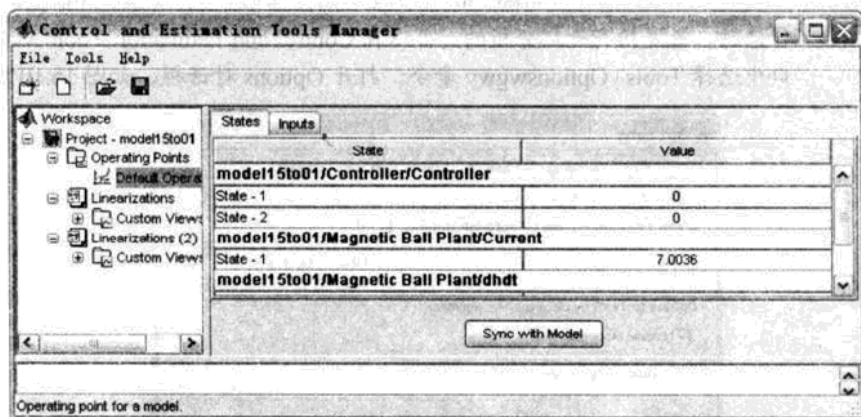 Control and Estimation Tools Manager
File Tools Help
Workspace
Project - model15to01
Operating Points
Default Opera
Linearizations
Custom Views
Linearizations (2)
Custom Views
States Inputs
State Value
model15to01/Controller/Controller
State - 1 0
State - 2 0
model15to01/Magnetic Ball Plant/Current
State - 1 7.0036
model15to01/Magnetic Ball Plant/dhdt
Sync with Model
Operating point for a model.